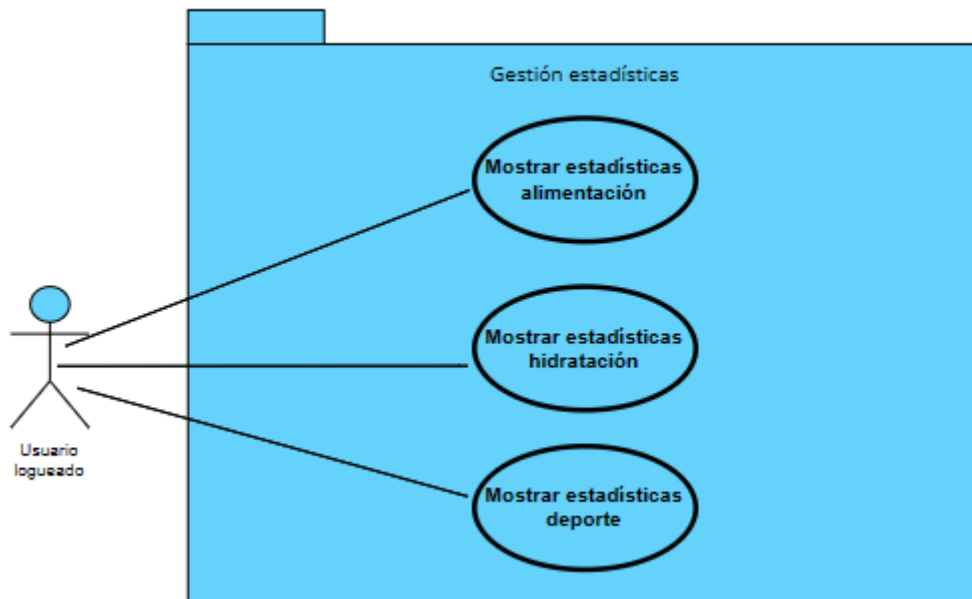 Gestión estadísticas
Mostrar estadísticas
alimentación
Mostrar estadísticas
hidratación
Mostrar estadísticas
deporte
Usuario
logueado